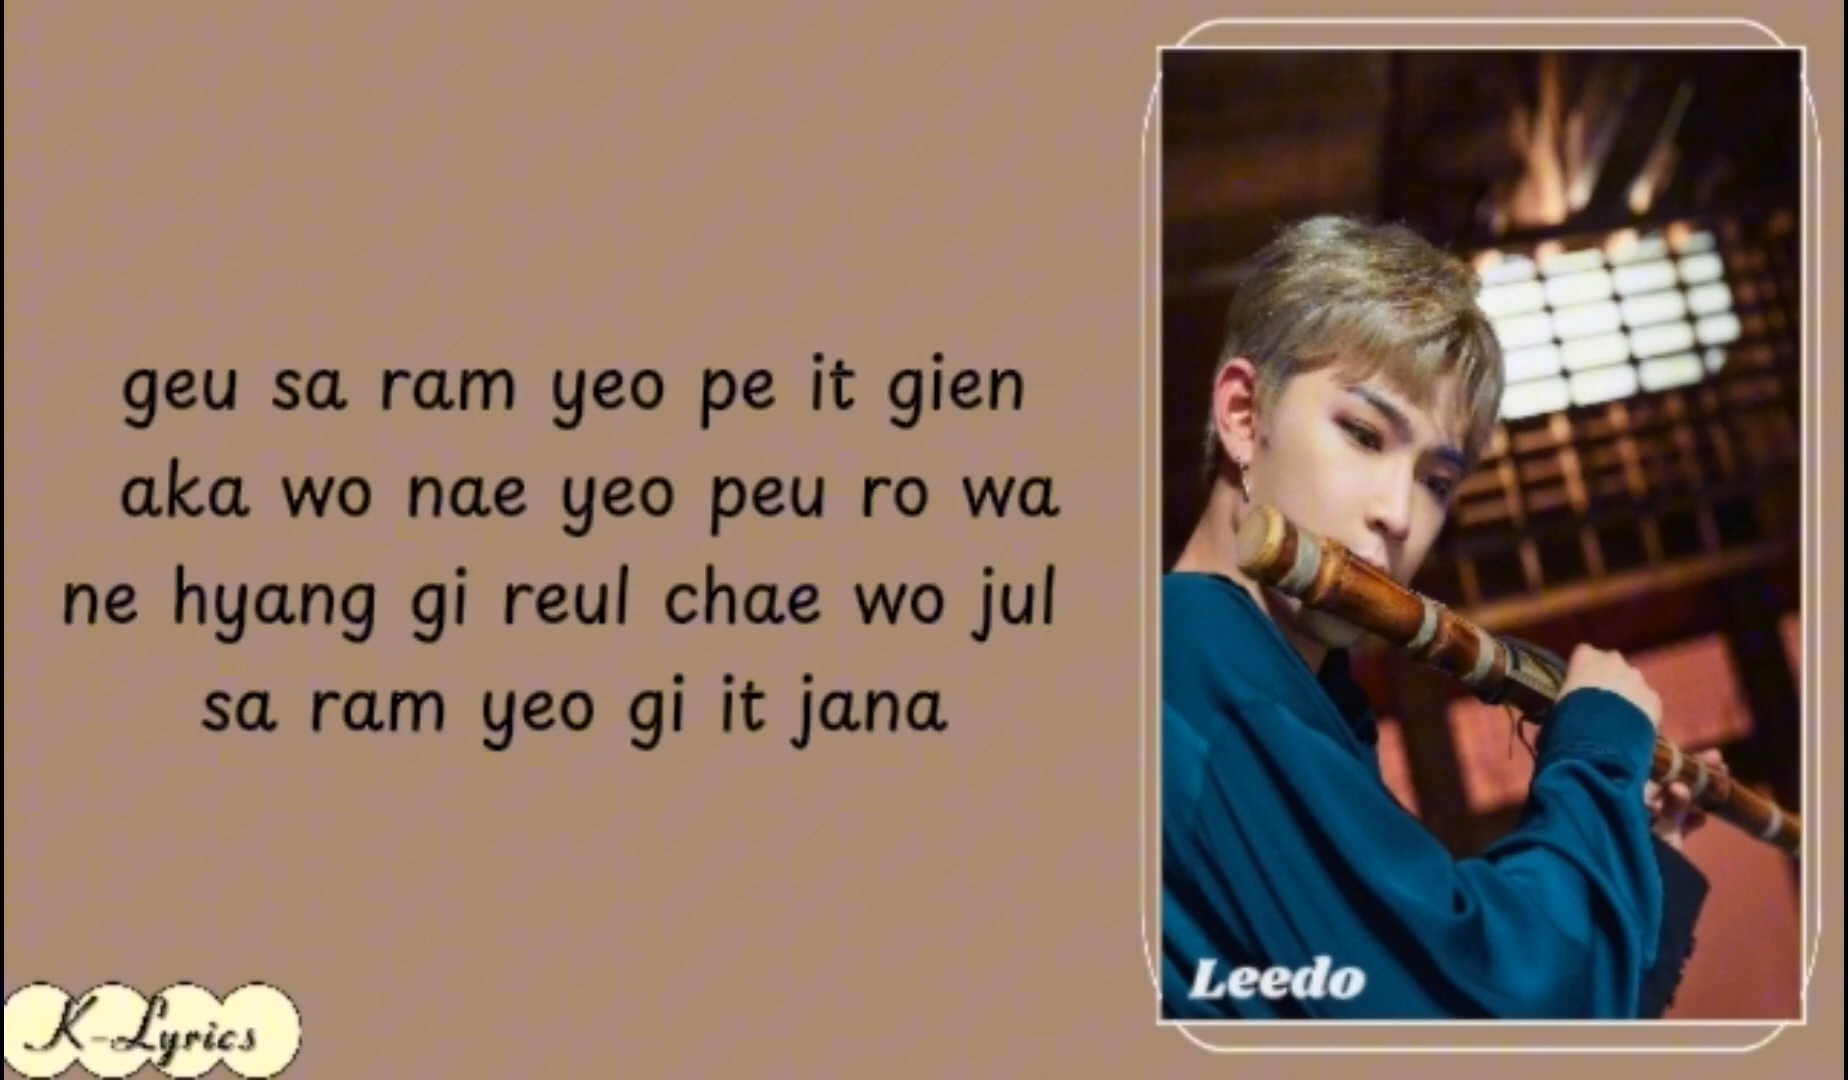 geu sa ram yeo pe it gien
aka wo nae yeo peu ro wa
ne hyang gi reul chae wo jul
sa ram yeo gi it jana
Leedo
K-Lyrics